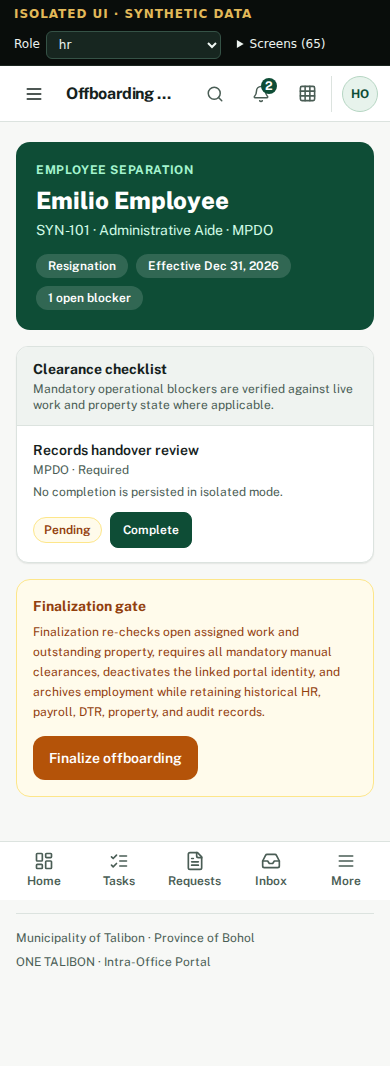 ISOLATED UI · SYNTHETIC DATA
Role hr ▶ Screens (65)
Offboarding ... 2 HO
EMPLOYEE SEPARATION
Emilio Employee
SYN-101 · Administrative Aide · MPDO
Resignation Effective Dec 31, 2026
1 open blocker
Clearance checklist
Mandatory operational blockers are verified against live
work and property state where applicable.
Records handover review
MPDO · Required
No completion is persisted in isolated mode.
Pending Complete
Finalization gate
Finalization re-checks open assigned work and
outstanding property, requires all mandatory manual
clearances, deactivates the linked portal identity, and
archives employment while retaining historical HR,
payroll, DTR, property, and audit records.
Finalize offboarding
Home Tasks Requests Inbox More
Municipality of Talibon · Province of Bohol
ONE TALIBON · Intra-Office Portal